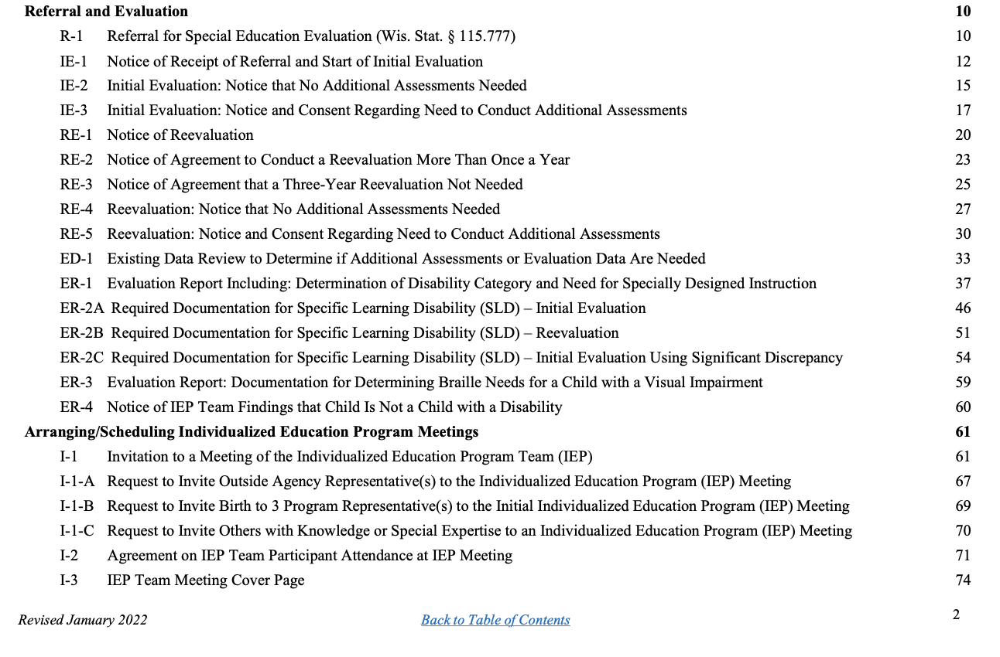 Referral and Evaluation 10
R-1 Referral for Special Education Evaluation (Wis. Stat. § 115.777) 10
IE-1 Notice of Receipt of Referral and Start of Initial Evaluation 12
IE-2 Initial Evaluation: Notice that No Additional Assessments Needed 15
IE-3 Initial Evaluation: Notice and Consent Regarding Need to Conduct Additional Assessments 17
RE-1 Notice of Reevaluation 20
RE-2 Notice of Agreement to Conduct a Reevaluation More Than Once a Year 23
RE-3 Notice of Agreement that a Three-Year Reevaluation Not Needed 25
RE-4 Reevaluation: Notice that No Additional Assessments Needed 27
RE-5 Reevaluation: Notice and Consent Regarding Need to Conduct Additional Assessments 30
ED-1 Existing Data Review to Determine if Additional Assessments or Evaluation Data Are Needed 33
ER-1 Evaluation Report Including: Determination of Disability Category and Need for Specially Designed Instruction 37
ER-2A Required Documentation for Specific Learning Disability (SLD) – Initial Evaluation 46
ER-2B Required Documentation for Specific Learning Disability (SLD) – Reevaluation 51
ER-2C Required Documentation for Specific Learning Disability (SLD) – Initial Evaluation Using Significant Discrepancy 54
ER-3 Evaluation Report: Documentation for Determining Braille Needs for a Child with a Visual Impairment 59
ER-4 Notice of IEP Team Findings that Child Is Not a Child with a Disability 60
Arranging/Scheduling Individualized Education Program Meetings 61
I-1 Invitation to a Meeting of the Individualized Education Program Team (IEP) 61
I-1-A Request to Invite Outside Agency Representative(s) to the Individualized Education Program (IEP) Meeting 67
I-1-B Request to Invite Birth to 3 Program Representative(s) to the Initial Individualized Education Program (IEP) Meeting 69
I-1-C Request to Invite Others with Knowledge or Special Expertise to an Individualized Education Program (IEP) Meeting 70
I-2 Agreement on IEP Team Participant Attendance at IEP Meeting 71
I-3 IEP Team Meeting Cover Page 74
Revised January 2022 Back to Table of Contents 2